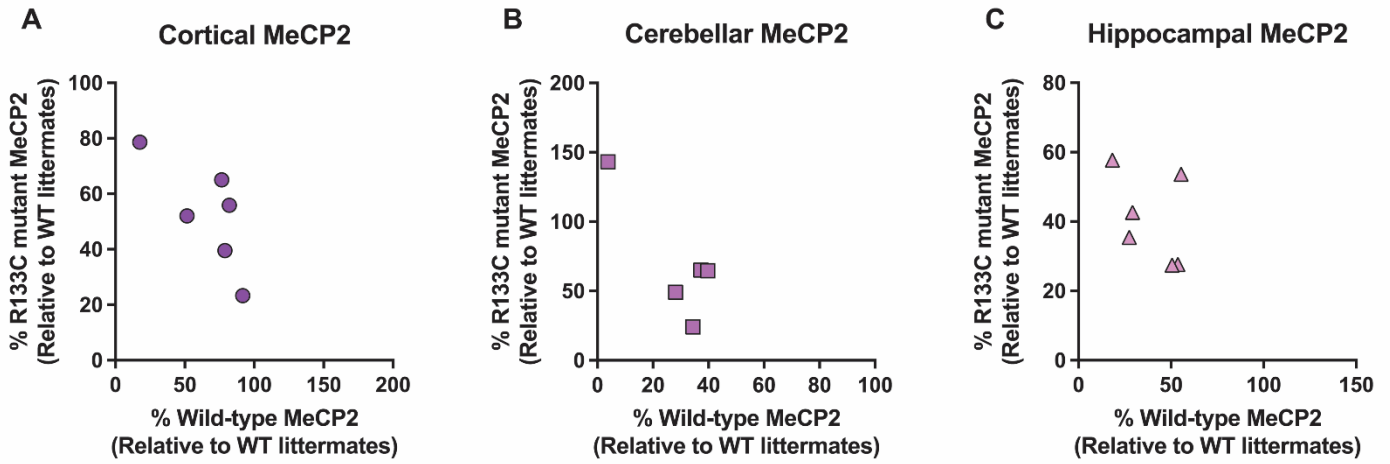 A
Cortical MeCP2
% R133C mutant MeCP2
(Relative to WT littermates)
100
80
60
40
20
0
0 50 100 150 200
% Wild-type MeCP2
(Relative to WT littermates)
B
Cerebellar MeCP2
% R133C mutant MeCP2
(Relative to WT littermates)
200
150
100
50
0
0 20 40 60 80 100
% Wild-type MeCP2
(Relative to WT littermates)
C
Hippocampal MeCP2
% R133C mutant MeCP2
(Relative to WT littermates)
80
60
40
20
0
0 50 100 150
% Wild-type MeCP2
(Relative to WT littermates)